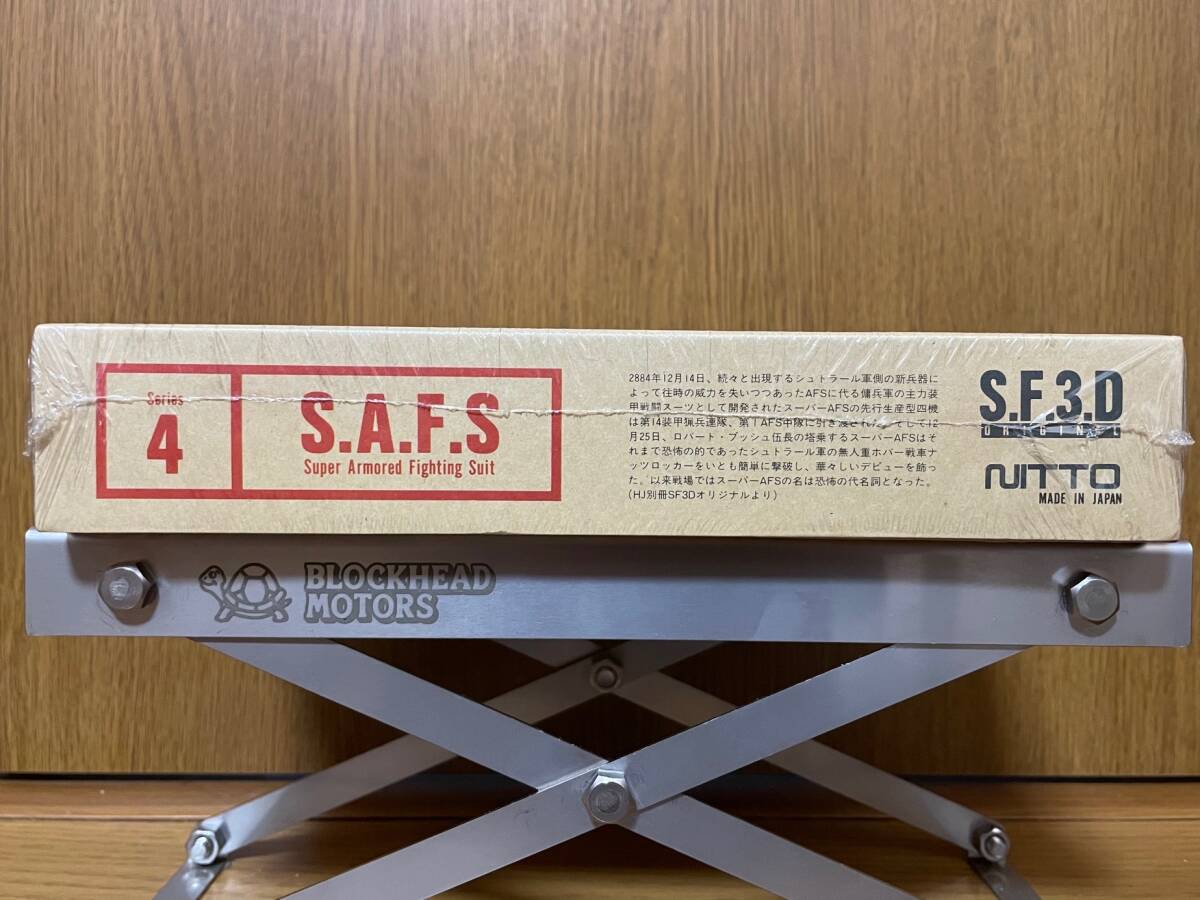 Series
4
S.A.F.S
Super Armored Fighting Suit
2884年12月14日、続々と出現するシュトラール軍側の新兵器に
よって往時の威力を失いつつあったAFSに代る傭兵軍の主力装
甲戦闘スーツとして開発されたスーパーAFSの先行生産型四機
は第14装甲猟兵連隊、第1AFS中隊に引き渡された。そして12
月25日、ロバート・ブッシュ伍長の塔乗するスーパーAFSはそ
れまで恐怖の的であったシュトラール軍の無人重ホバー戦車ナ
ッツロッカーをいとも簡単に撃破し、華々しいデビューを飾っ
た。以来戦場ではスーパーAFSの名は恐怖の代名詞となった。
(HJ別冊SF3Dオリジナルより)
S.F.3.D
ORIGINAL
NITTO
MADE IN JAPAN
BLOCKHEAD
MOTORS